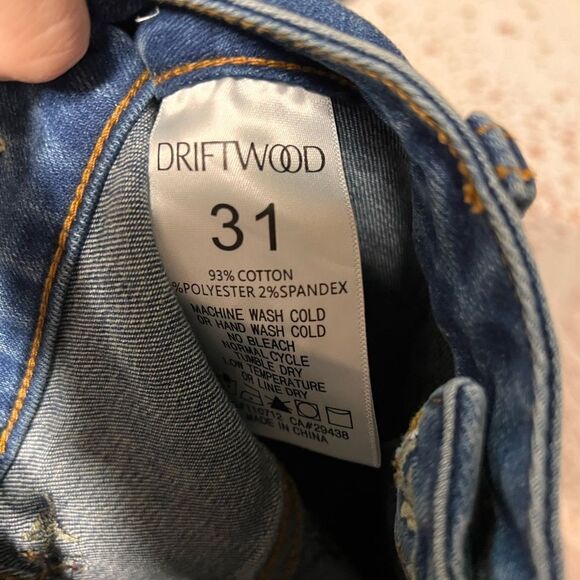 DRIFTWOOD
31
93% COTTON
%POLYESTER 2%SPANDEX
MACHINE WASH COLD
OR HAND WASH COLD
NO BLEACH
NORMAL CYCLE
TUMBLE DRY
LOW TEMPERATURE
OR LINE DRY
CA#29438
MADE IN CHINA